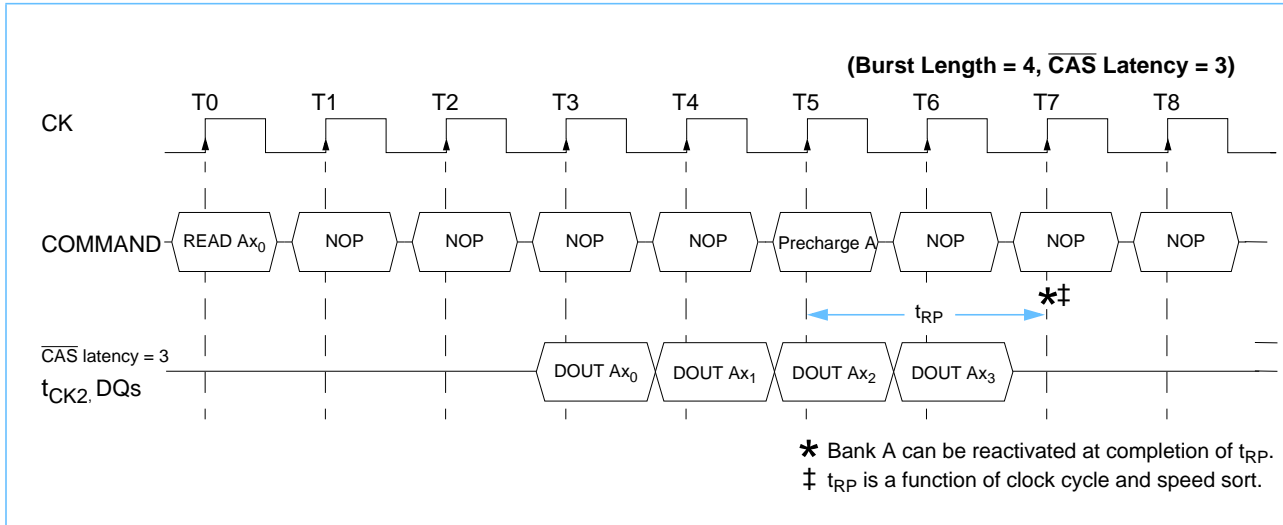 (Burst Length = 4, C̅A̅S̅ Latency = 3)
T0 T1 T2 T3 T4 T5 T6 T7 T8
CK
COMMAND READ Ax₀ NOP NOP NOP NOP Precharge A NOP NOP NOP
*‡
tRP
C̅A̅S̅ latency = 3
tCK2, DQs DOUT Ax₀ DOUT Ax₁ DOUT Ax₂ DOUT Ax₃
* Bank A can be reactivated at completion of tRP.
‡ tRP is a function of clock cycle and speed sort.